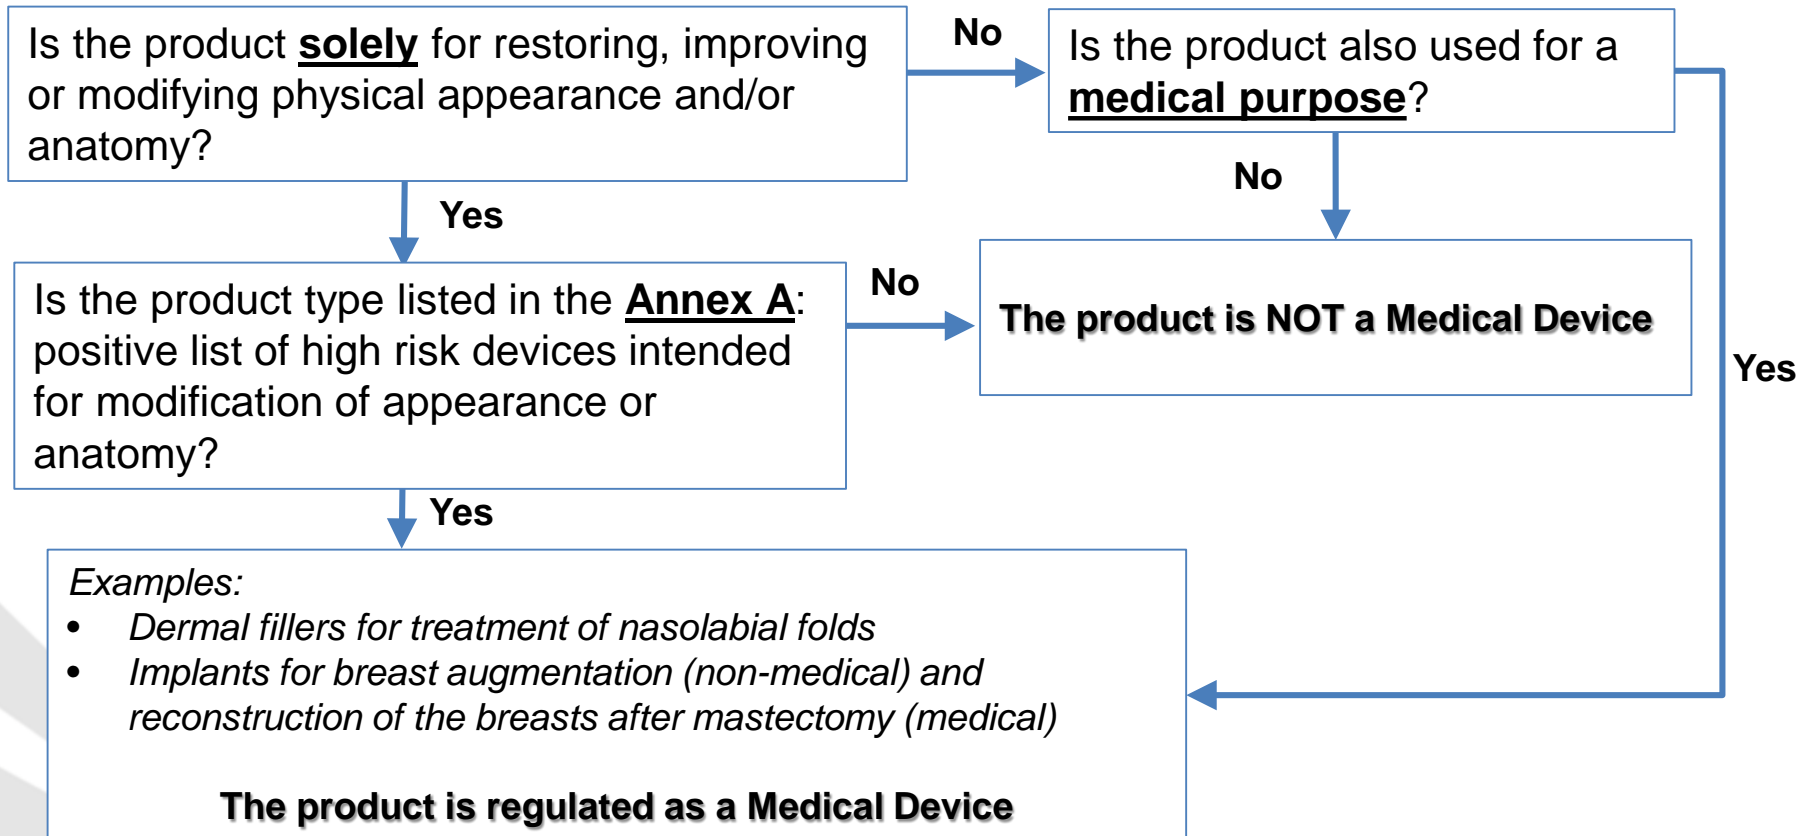 Is the product solely for restoring, improving
or modifying physical appearance and/or
anatomy?
No
Is the product also used for a
medical purpose?
Yes
No
Is the product type listed in the Annex A:
positive list of high risk devices intended
for modification of appearance or
anatomy?
No
The product is NOT a Medical Device
Yes
Yes
Examples:
• Dermal fillers for treatment of nasolabial folds
• Implants for breast augmentation (non-medical) and
reconstruction of the breasts after mastectomy (medical)
The product is regulated as a Medical Device